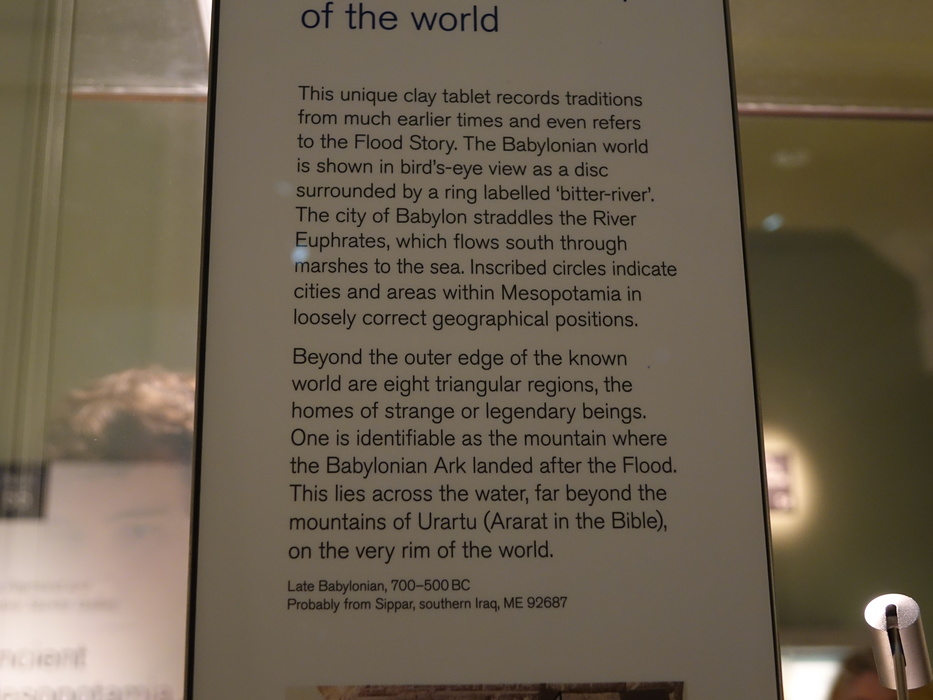 of the world
This unique clay tablet records traditions
from much earlier times and even refers
to the Flood Story. The Babylonian world
is shown in bird's-eye view as a disc
surrounded by a ring labelled ‘bitter-river’.
The city of Babylon straddles the River
Euphrates, which flows south through
marshes to the sea. Inscribed circles indicate
cities and areas within Mesopotamia in
loosely correct geographical positions.
Beyond the outer edge of the known
world are eight triangular regions, the
homes of strange or legendary beings.
One is identifiable as the mountain where
the Babylonian Ark landed after the Flood.
This lies across the water, far beyond the
mountains of Urartu (Ararat in the Bible),
on the very rim of the world.
Late Babylonian, 700–500 BC
Probably from Sippar, southern Iraq, ME 92687